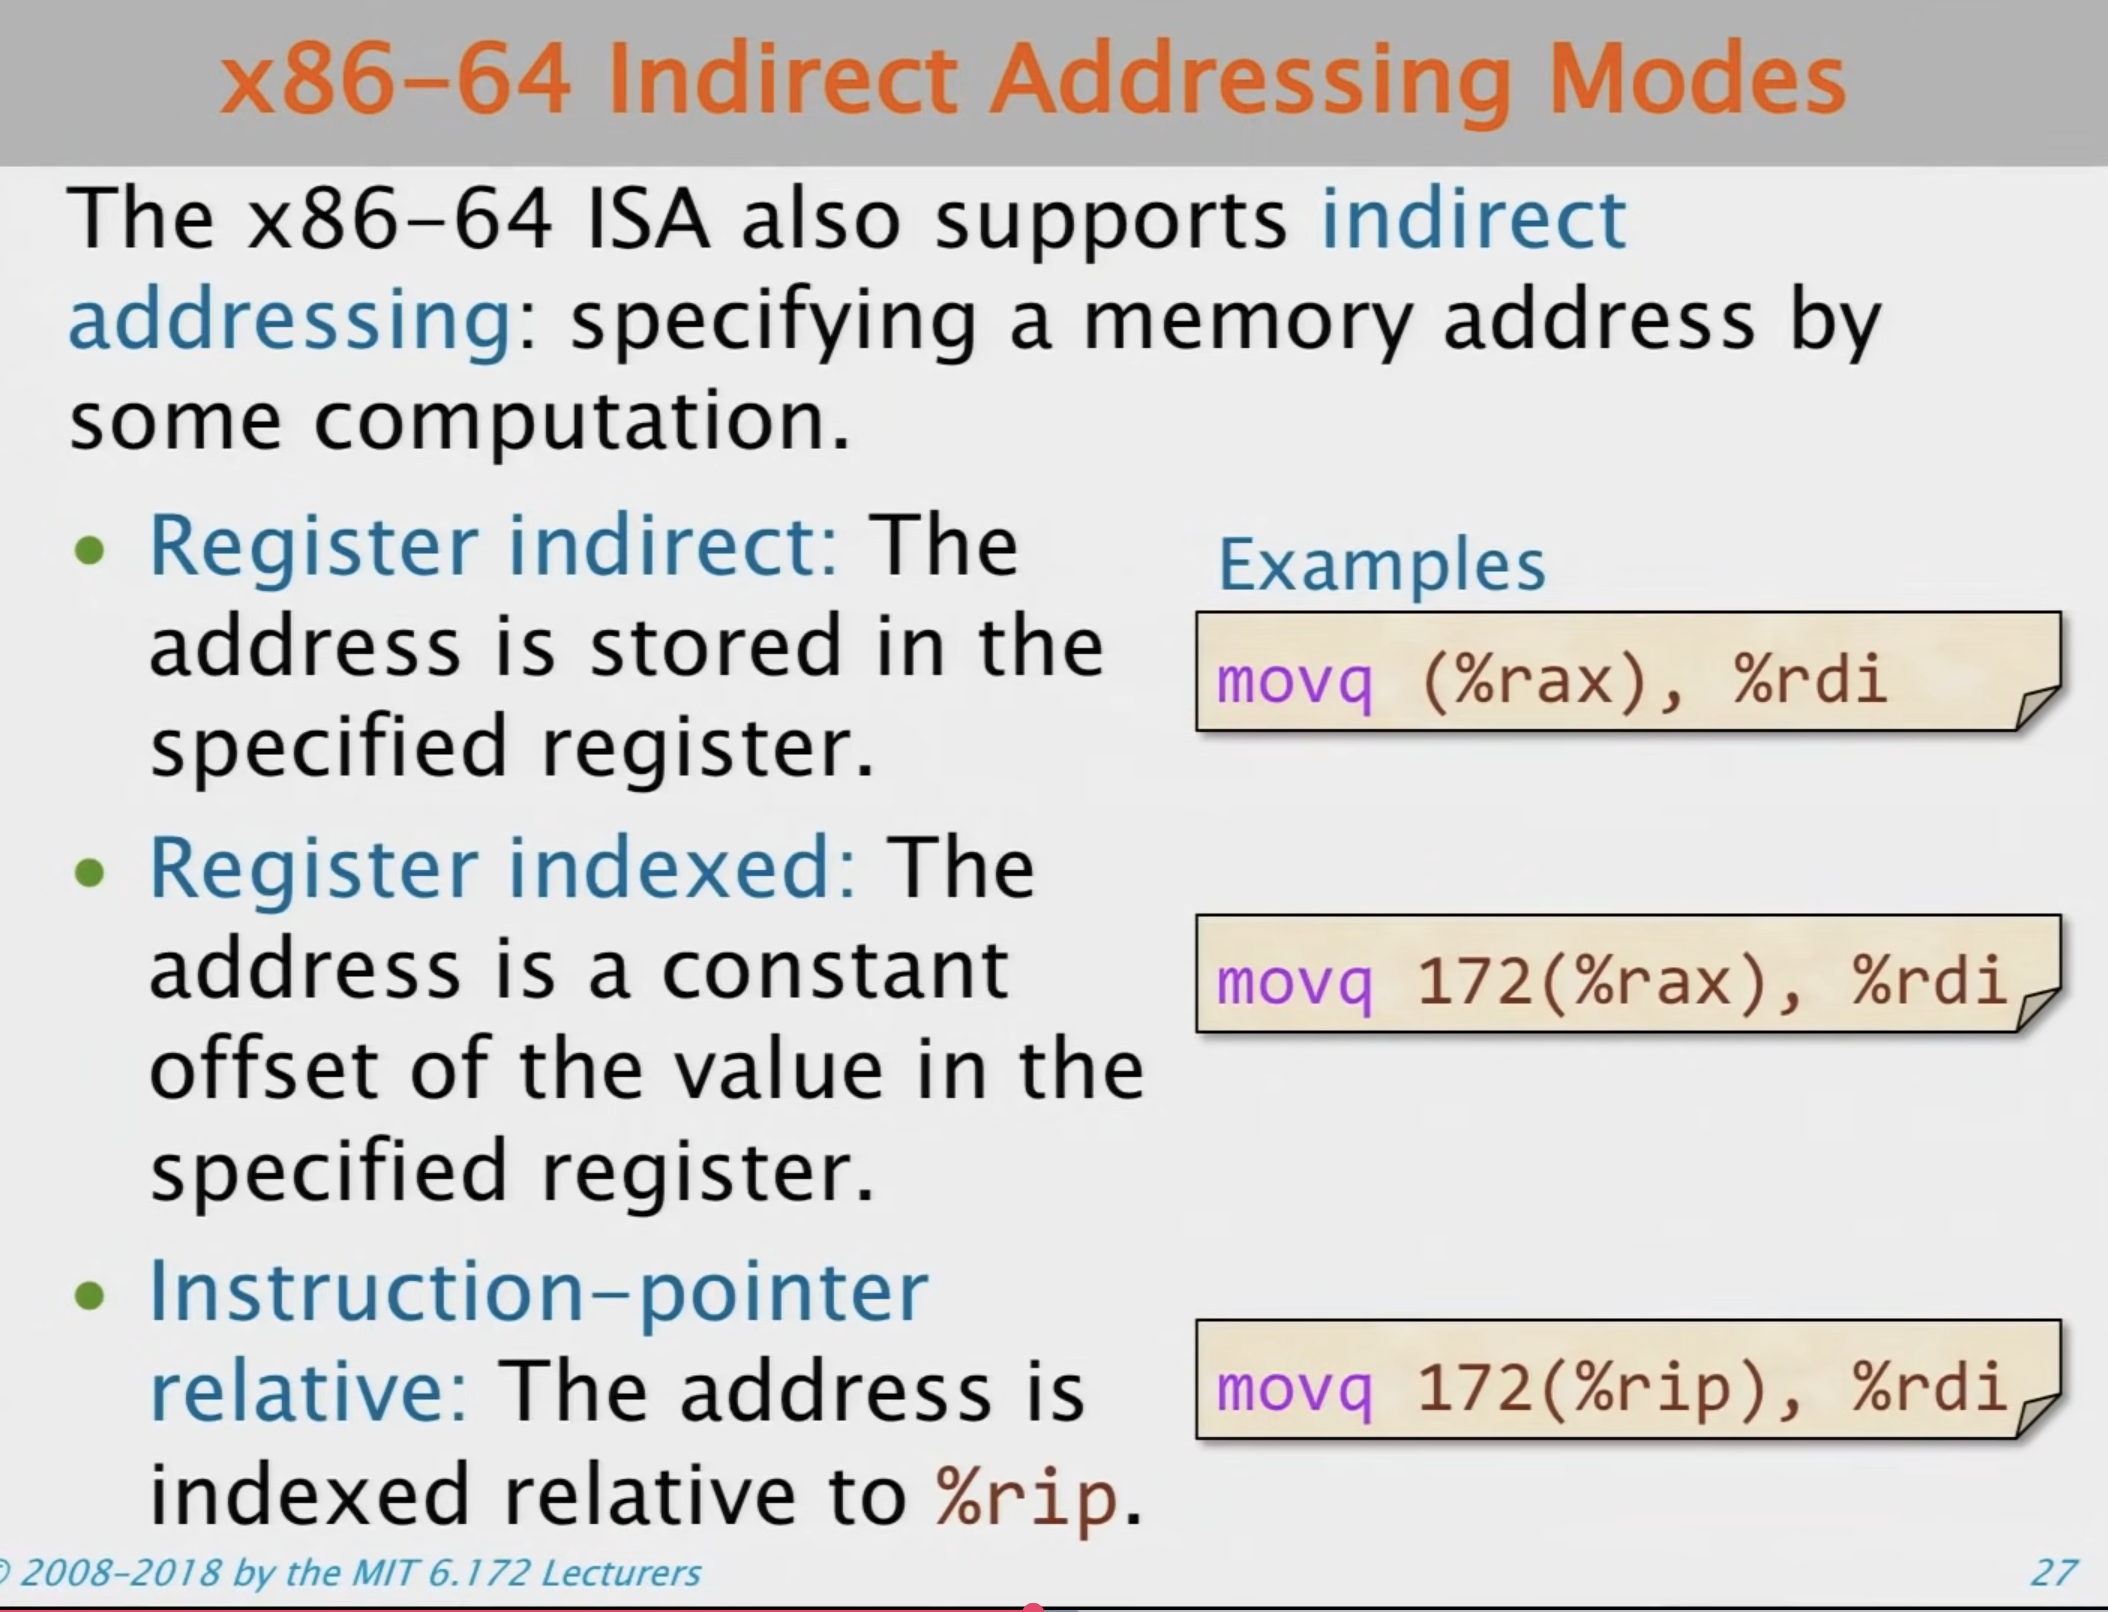 x86-64 Indirect Addressing Modes
The x86-64 ISA also supports indirect
addressing: specifying a memory address by
some computation.
• Register indirect: The
address is stored in the
specified register.
Examples
movq (%rax), %rdi
• Register indexed: The
address is a constant
offset of the value in the
specified register.
movq 172(%rax), %rdi
• Instruction-pointer
relative: The address is
indexed relative to %rip.
movq 172(%rip), %rdi
© 2008-2018 by the MIT 6.172 Lecturers
27